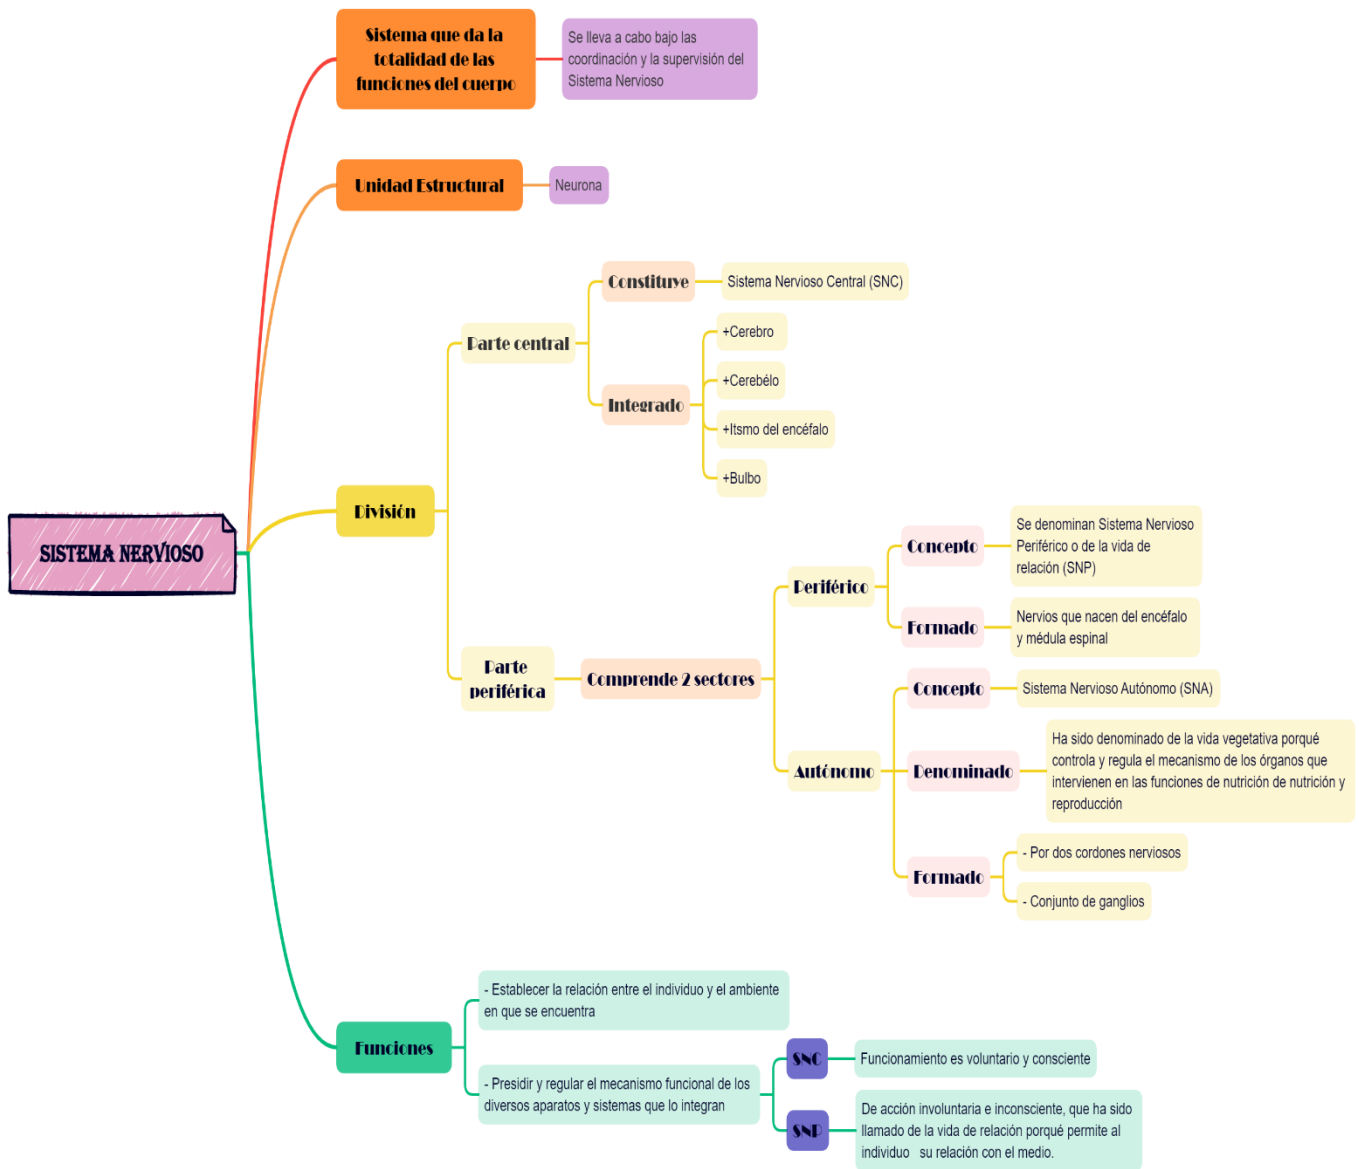 Sistema que da la
totalidad de las
funciones del cuerpo
Se lleva a cabo bajo las
coordinación y la supervisión del
Sistema Nervioso
Unidad Estructural
Neurona
SISTEMA NERVIOSO
División
Parte central
Constituye
Sistema Nervioso Central (SNC)
Integrado
+Cerebro
+Cerebélo
+Itsmo del encéfalo
+Bulbo
Parte
periférica
Comprende 2 sectores
Periférico
Concepto
Se denominan Sistema Nervioso
Periférico o de la vida de
relación (SNP)
Formado
Nervios que nacen del encéfalo
y médula espinal
Autónomo
Concepto
Sistema Nervioso Autónomo (SNA)
Denominado
Ha sido denominado de la vida vegetativa porqué
controla y regula el mecanismo de los órganos que
intervienen en las funciones de nutrición de nutrición y
reproducción
Formado
- Por dos cordones nerviosos
- Conjunto de ganglios
Funciones
- Establecer la relación entre el individuo y el ambiente
en que se encuentra
- Presidir y regular el mecanismo funcional de los
diversos aparatos y sistemas que lo integran
SNC
Funcionamiento es voluntario y consciente
SNP
De acción involuntaria e inconsciente, que ha sido
llamado de la vida de relación porqué permite al
individuo su relación con el medio.